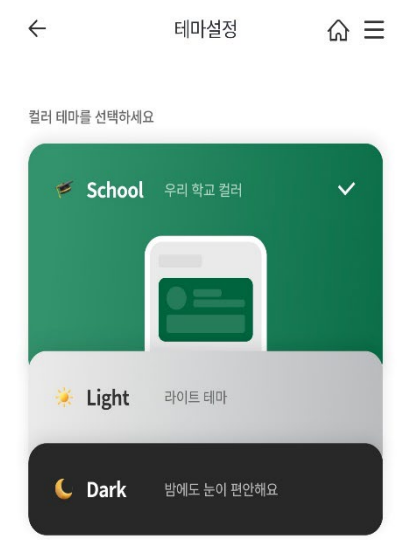 테마설정
컬러 테마를 선택하세요
School 우리 학교 컬러
Light 라이트 테마
Dark 밤에도 눈이 편안해요